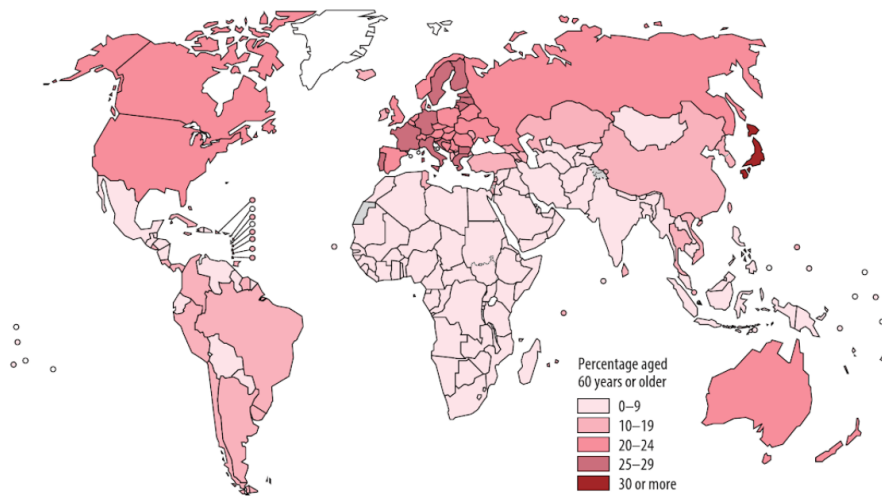 Percentage aged
60 years or older
0–9
10–19
20–24
25–29
30 or more